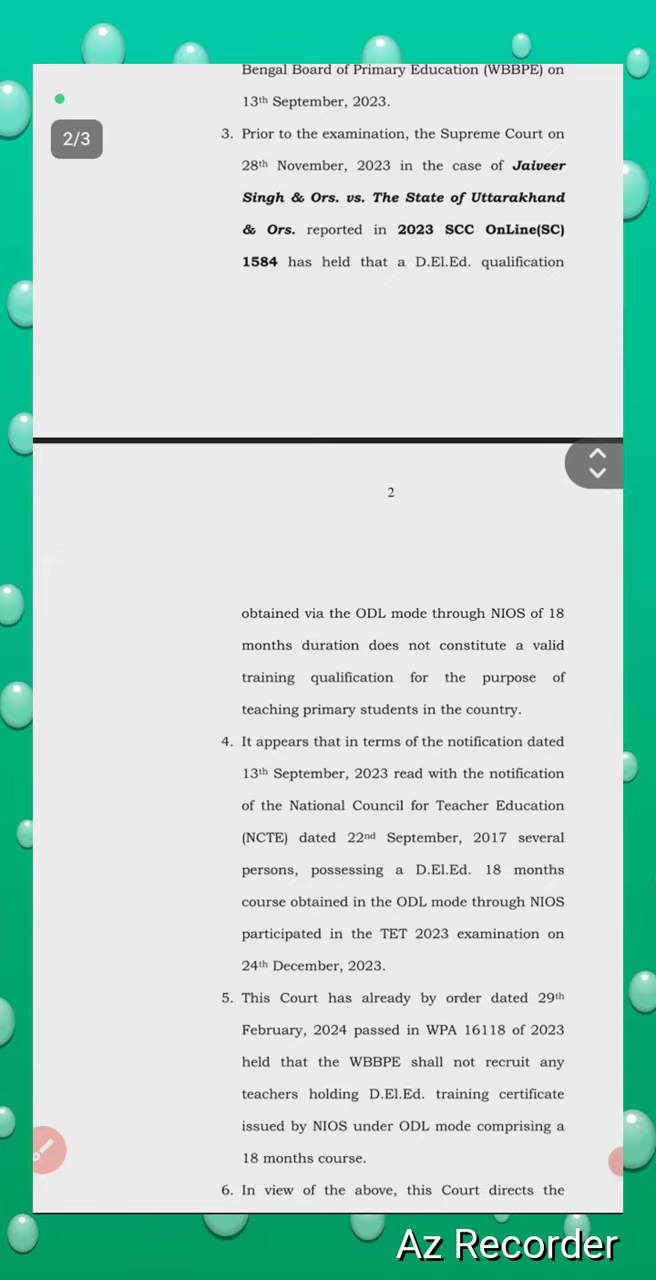 Bengal Board of Primary Education (WBBPE) on
13th September, 2023.
2/3
3. Prior to the examination, the Supreme Court on
28th November, 2023 in the case of Jaiveer
Singh & Ors. vs. The State of Uttarakhand
& Ors. reported in 2023 SCC OnLine(SC)
1584 has held that a D.El.Ed. qualification
2
obtained via the ODL mode through NIOS of 18
months duration does not constitute a valid
training qualification for the purpose of
teaching primary students in the country.
4. It appears that in terms of the notification dated
13th September, 2023 read with the notification
of the National Council for Teacher Education
(NCTE) dated 22nd September, 2017 several
persons, possessing a D.El.Ed. 18 months
course obtained in the ODL mode through NIOS
participated in the TET 2023 examination on
24th December, 2023.
5. This Court has already by order dated 29th
February, 2024 passed in WPA 16118 of 2023
held that the WBBPE shall not recruit any
teachers holding D.El.Ed. training certificate
issued by NIOS under ODL mode comprising a
18 months course.
6. In view of the above, this Court directs the
Az Recorder